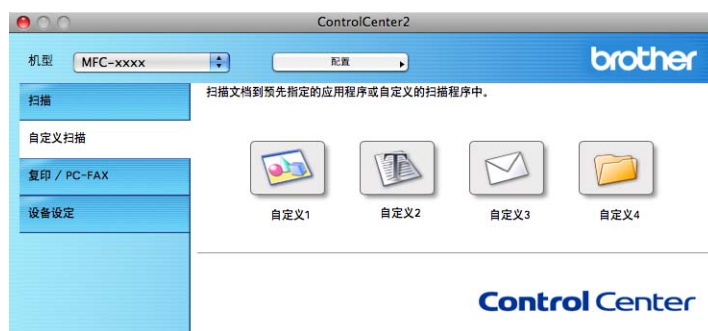 ControlCenter2
机型 MFC-xxxx 配置 brother
扫描
扫描文档到预先指定的应用程序或自定义的扫描程序中。
自定义扫描
复印 / PC-FAX
设备设定
自定义1 自定义2 自定义3 自定义4
Control Center